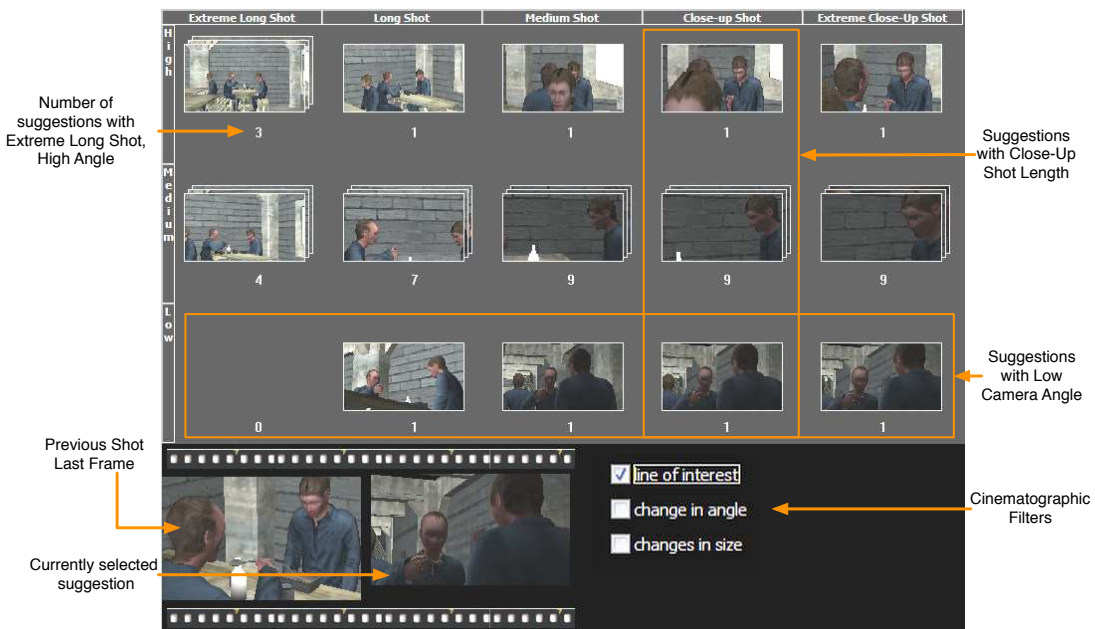 Extreme Long Shot Long Shot Medium Shot Close-up Shot Extreme Close-Up Shot
High
3 1 1 1 1
Number of
suggestions with
Extreme Long Shot,
High Angle
Suggestions
with Close-Up
Shot Length
Medium
4 7 9 9 9
Low
0 1 1 1 1
Suggestions
with Low
Camera Angle
Previous Shot
Last Frame
Currently selected
suggestion
line of interest
change in angle
changes in size
Cinematographic
Filters